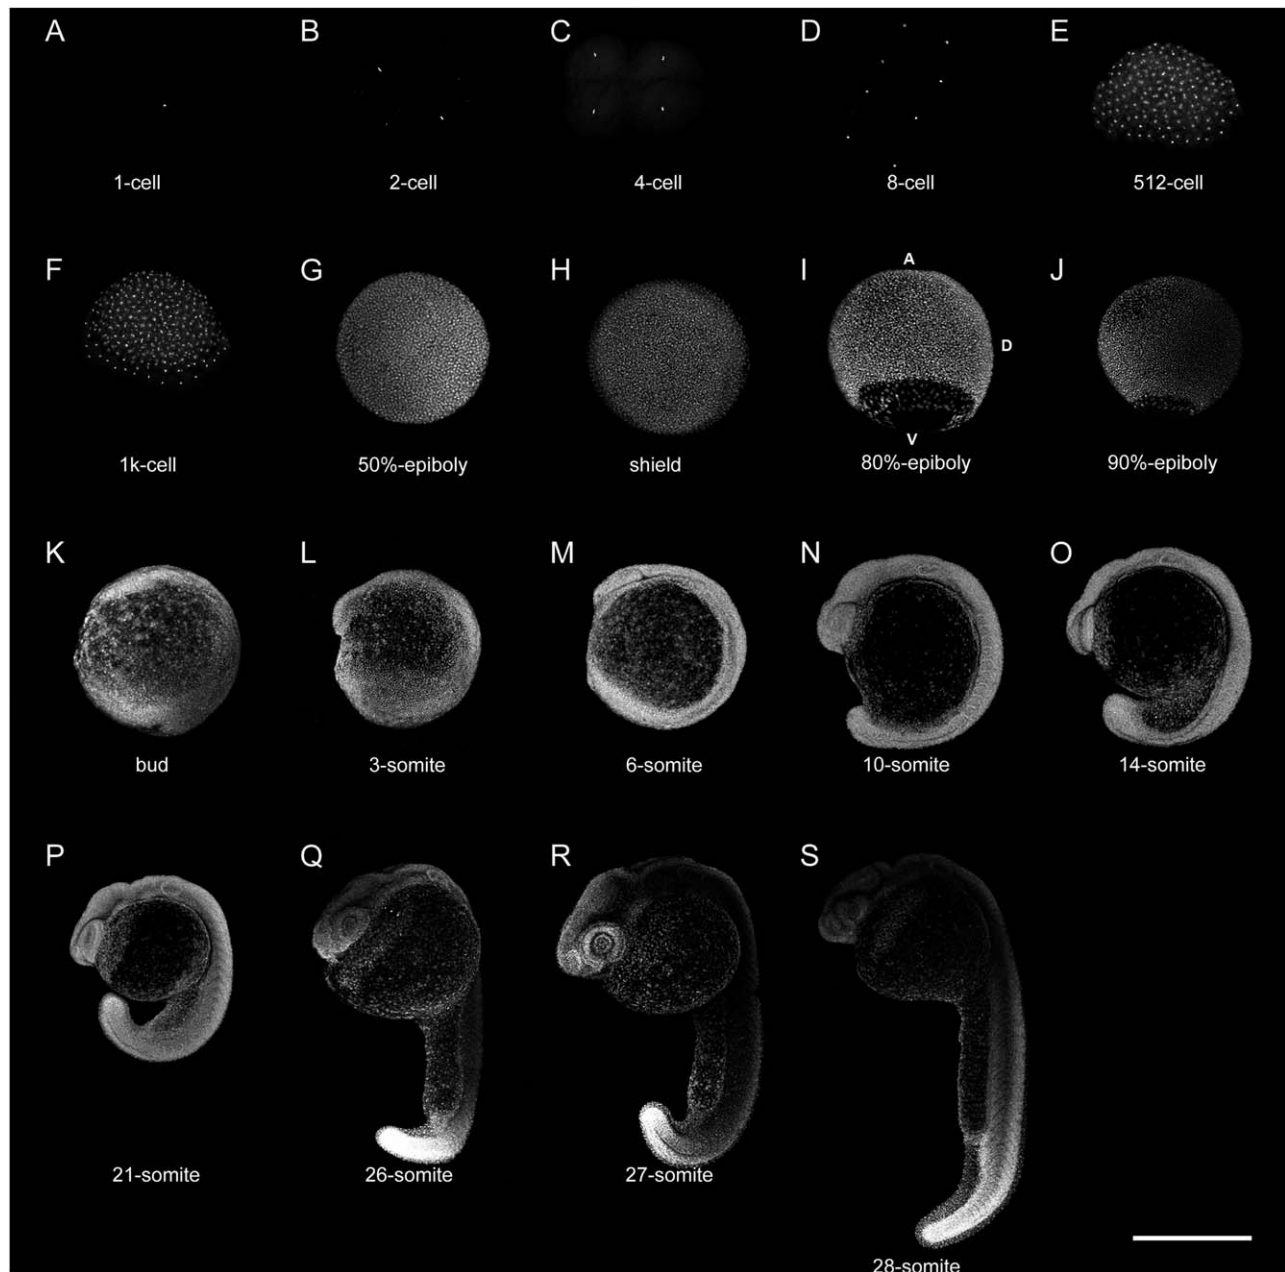 A B C D E
1-cell 2-cell 4-cell 8-cell 512-cell
F G H I J
A
D
V
1k-cell 50%-epiboly shield 80%-epiboly 90%-epiboly
K L M N O
bud 3-somite 6-somite 10-somite 14-somite
P Q R S
21-somite 26-somite 27-somite
28-somite